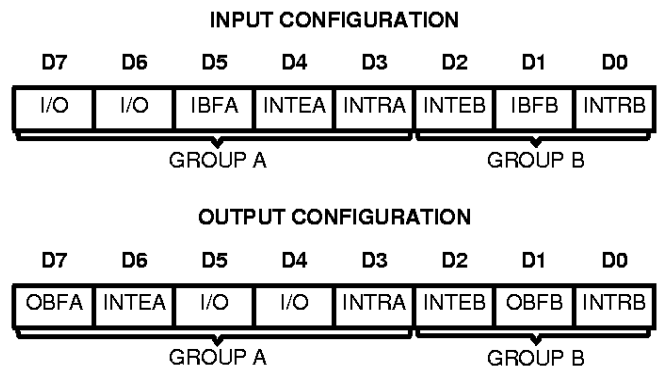 INPUT CONFIGURATION
D7 D6 D5 D4 D3 D2 D1 D0
I/O I/O IBFA INTEA INTRA INTEB IBFB INTRB
GROUP A GROUP B
OUTPUT CONFIGURATION
D7 D6 D5 D4 D3 D2 D1 D0
OBFA INTEA I/O I/O INTRA INTEB OBFB INTRB
GROUP A GROUP B